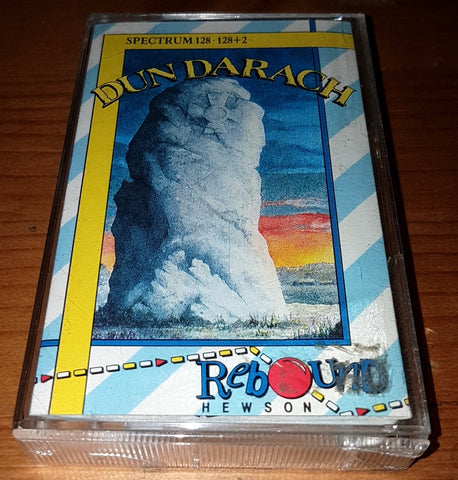 SPECTRUM 128 · 128+2
DUN DARACH
ReboUND
HEWSON